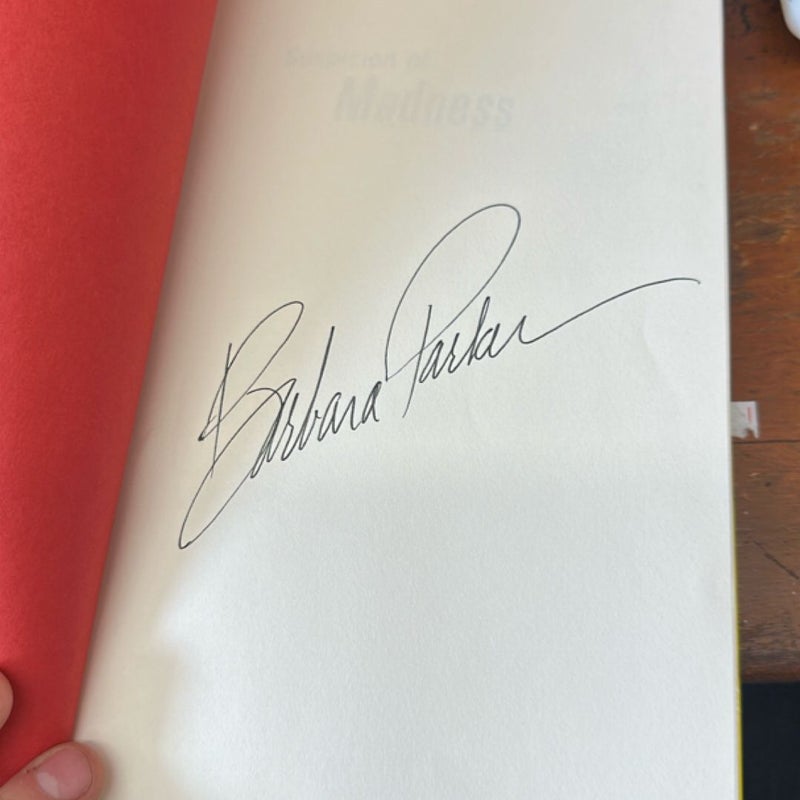 Suspicion of
Madness
Barbara Parker